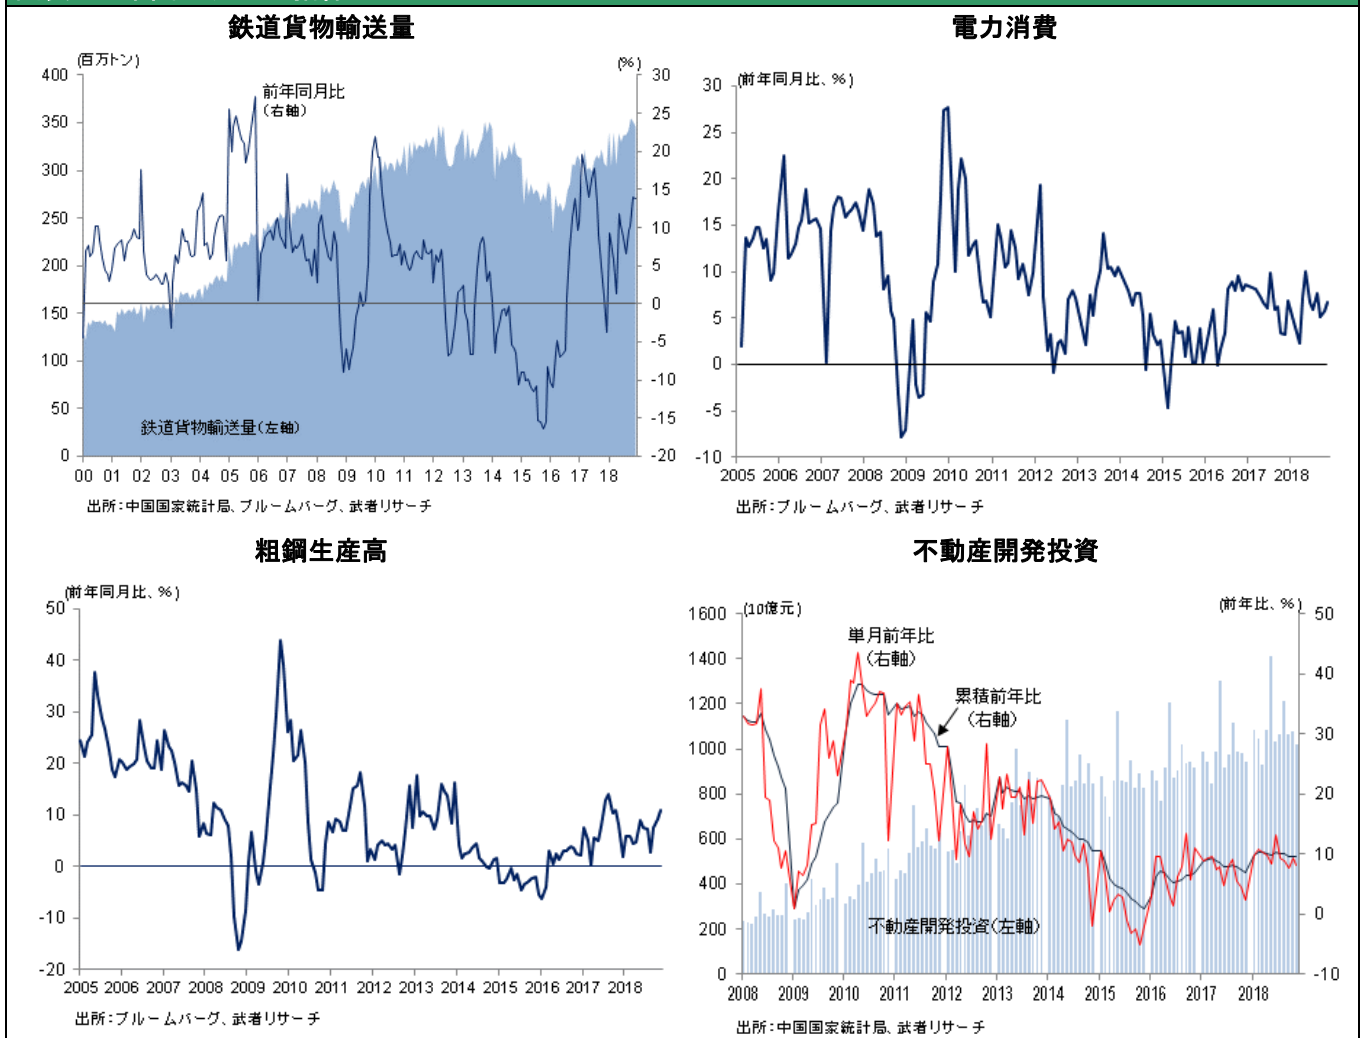 鉄道貨物輸送量
(百万トン)
(%)
400
350
300
250
200
150
100
50
0
30
25
20
15
10
5
0
-5
-10
-15
-20
前年同月比
(右軸)
鉄道貨物輸送量(左軸)
00 01 02 03 04 05 06 07 08 09 10 11 12 13 14 15 16 17 18
出所:中国国家統計局、ブルームバーグ、武者リサーチ
電力消費
(前年同月比、%)
30
25
20
15
10
5
0
-5
-10
2005 2006 2007 2008 2009 2010 2011 2012 2013 2014 2015 2016 2017 2018
出所:ブルームバーグ、武者リサーチ
粗鋼生産高
(前年同月比、%)
50
40
30
20
10
0
-10
-20
2005 2006 2007 2008 2009 2010 2011 2012 2013 2014 2015 2016 2017 2018
出所:ブルームバーグ、武者リサーチ
不動産開発投資
(10億元)
(前年比、%)
1600
1400
1200
1000
800
600
400
200
0
50
40
30
20
10
0
-10
単月前年比
(右軸)
累積前年比
(右軸)
不動産開発投資(左軸)
2008 2009 2010 2011 2012 2013 2014 2015 2016 2017 2018
出所:中国国家統計局、武者リサーチ